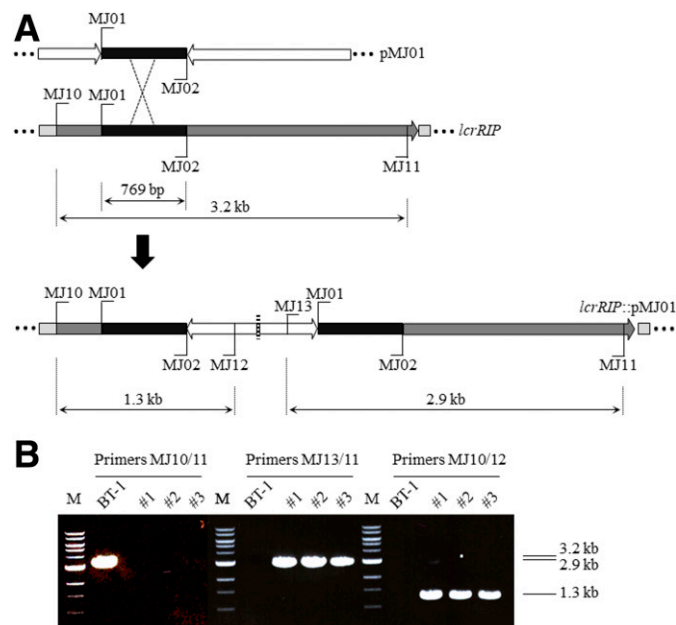 A
MJ01
pMJ01
MJ02
MJ10 MJ01
lcrRIP
MJ02 MJ11
769 bp
3.2 kb
MJ10 MJ01 MJ13 MJ01 lcrRIP::pMJ01
MJ02 MJ12 MJ02 MJ11
1.3 kb 2.9 kb
B
Primers MJ10/11 Primers MJ13/11 Primers MJ10/12
M BT-1 #1 #2 #3 M BT-1 #1 #2 #3 M BT-1 #1 #2 #3
3.2 kb
2.9 kb
1.3 kb